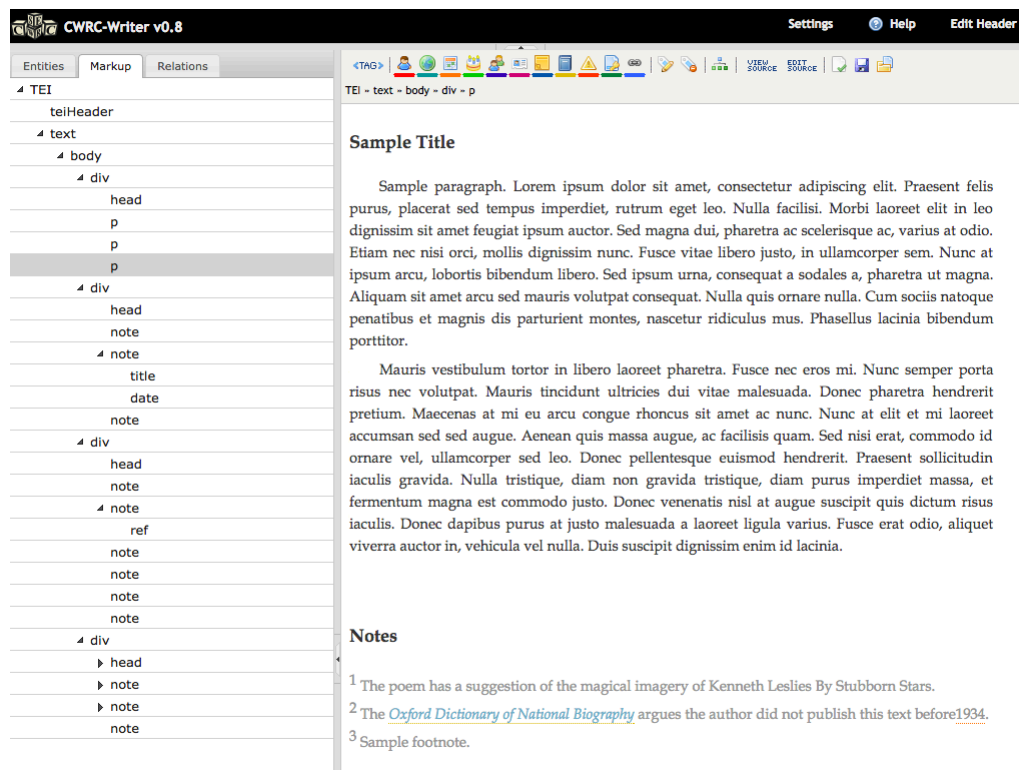 CWRC-Writer v0.8
Settings Help Edit Header
Entities Markup Relations
<TAG> VIEW SOURCE EDIT SOURCE
TEI - text - body - div - p
TEI
teiHeader
text
body
div
head
p
p
p
div
head
note
note
title
date
note
div
head
note
note
ref
note
note
note
note
div
head
note
note
note
Sample Title
Sample paragraph. Lorem ipsum dolor sit amet, consectetur adipiscing elit. Praesent felis
purus, placerat sed tempus imperdiet, rutrum eget leo. Nulla facilisi. Morbi laoreet elit in leo
dignissim sit amet feugiat ipsum auctor. Sed magna dui, pharetra ac scelerisque ac, varius at odio.
Etiam nec nisi orci, mollis dignissim nunc. Fusce vitae libero justo, in ullamcorper sem. Nunc at
ipsum arcu, lobortis bibendum libero. Sed ipsum urna, consequat a sodales a, pharetra ut magna.
Aliquam sit amet arcu sed mauris volutpat consequat. Nulla quis ornare nulla. Cum sociis natoque
penatibus et magnis dis parturient montes, nascetur ridiculus mus. Phasellus lacinia bibendum
porttitor.
Mauris vestibulum tortor in libero laoreet pharetra. Fusce nec eros mi. Nunc semper porta
risus nec volutpat. Mauris tincidunt ultricies dui vitae malesuada. Donec pharetra hendrerit
pretium. Maecenas at mi eu arcu congue rhoncus sit amet ac nunc. Nunc at elit et mi laoreet
accumsan sed sed augue. Aenean quis massa augue, ac facilisis quam. Sed nisi erat, commodo id
ornare vel, ullamcorper sed leo. Donec pellentesque euismod hendrerit. Praesent sollicitudin
iaculis gravida. Nulla tristique, diam non gravida tristique, diam purus imperdiet massa, et
fermentum magna est commodo justo. Donec venenatis nisl at augue suscipit quis dictum risus
iaculis. Donec dapibus purus at justo malesuada a laoreet ligula varius. Fusce erat odio, aliquet
viverra auctor in, vehicula vel nulla. Duis suscipit dignissim enim id lacinia.
Notes
1 The poem has a suggestion of the magical imagery of Kenneth Leslies By Stubborn Stars.
2 The Oxford Dictionary of National Biography argues the author did not publish this text before1934.
3 Sample footnote.